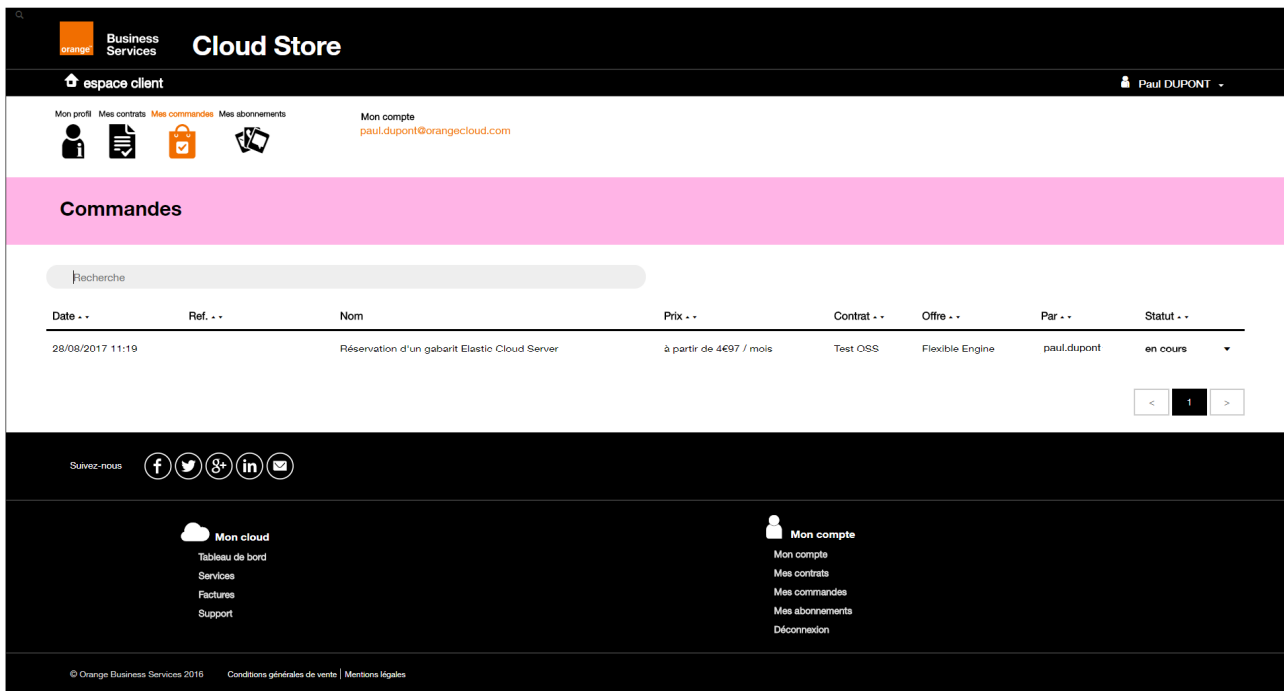 orange™
Business
Services
Cloud Store
espace client
Paul DUPONT
Mon profil Mes contrats Mes commandes Mes abonnements
Mon compte
paul.dupont@orangecloud.com
Commandes
Recherche
Date Ref. Nom Prix Contrat Offre Par Statut
28/08/2017 11:19 Réservation d'un gabarit Elastic Cloud Server à partir de 4€97 / mois Test OSS Flexible Engine paul.dupont en cours
< 1 >
Suivez-nous f 8+ in
Mon cloud
Tableau de bord
Services
Factures
Support
Mon compte
Mon compte
Mes contrats
Mes commandes
Mes abonnements
Déconnexion
© Orange Business Services 2016 Conditions générales de vente | Mentions légales